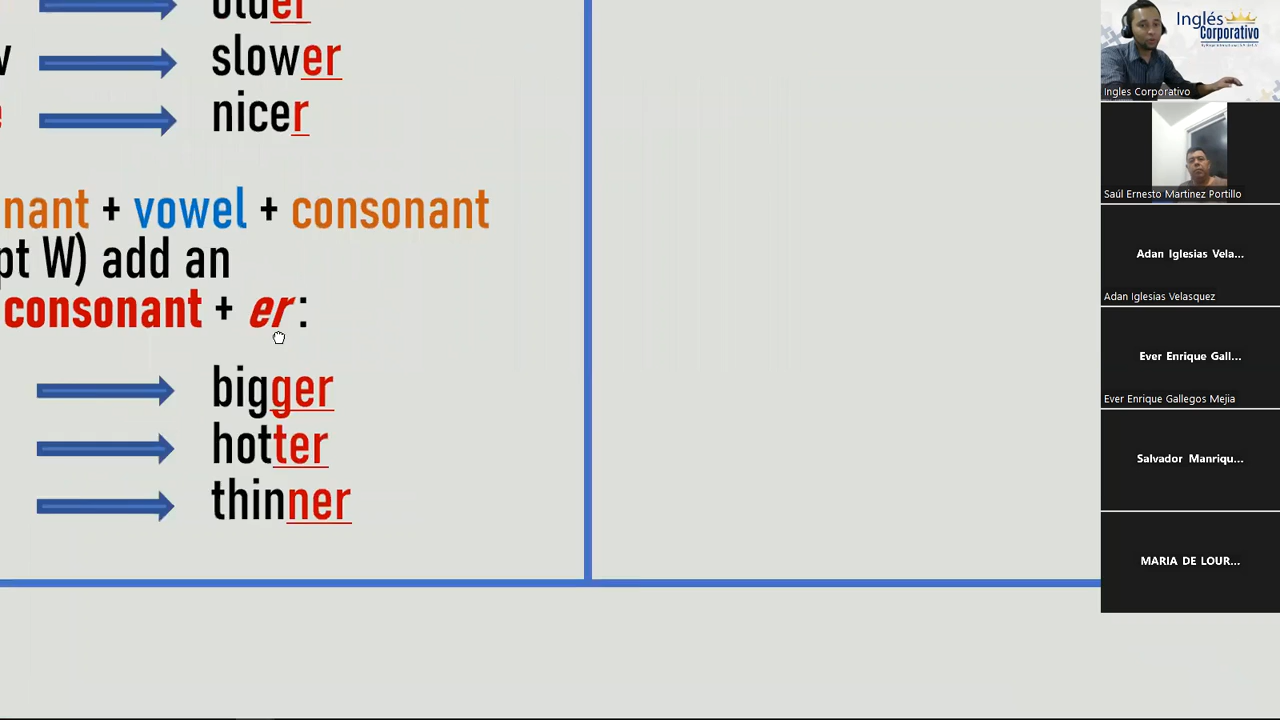 older
w slower
e nicer
nant + vowel + consonant
pt W) add an
consonant + er :
bigger
hotter
thinner
Inglés
Corporativo
Ingles Corporativo
Saúl Ernesto Martinez Portillo
Adan Iglesias Vela...
Adan Iglesias Velasquez
Ever Enrique Gall...
Ever Enrique Gallegos Mejia
Salvador Manriqu...
MARIA DE LOUR...